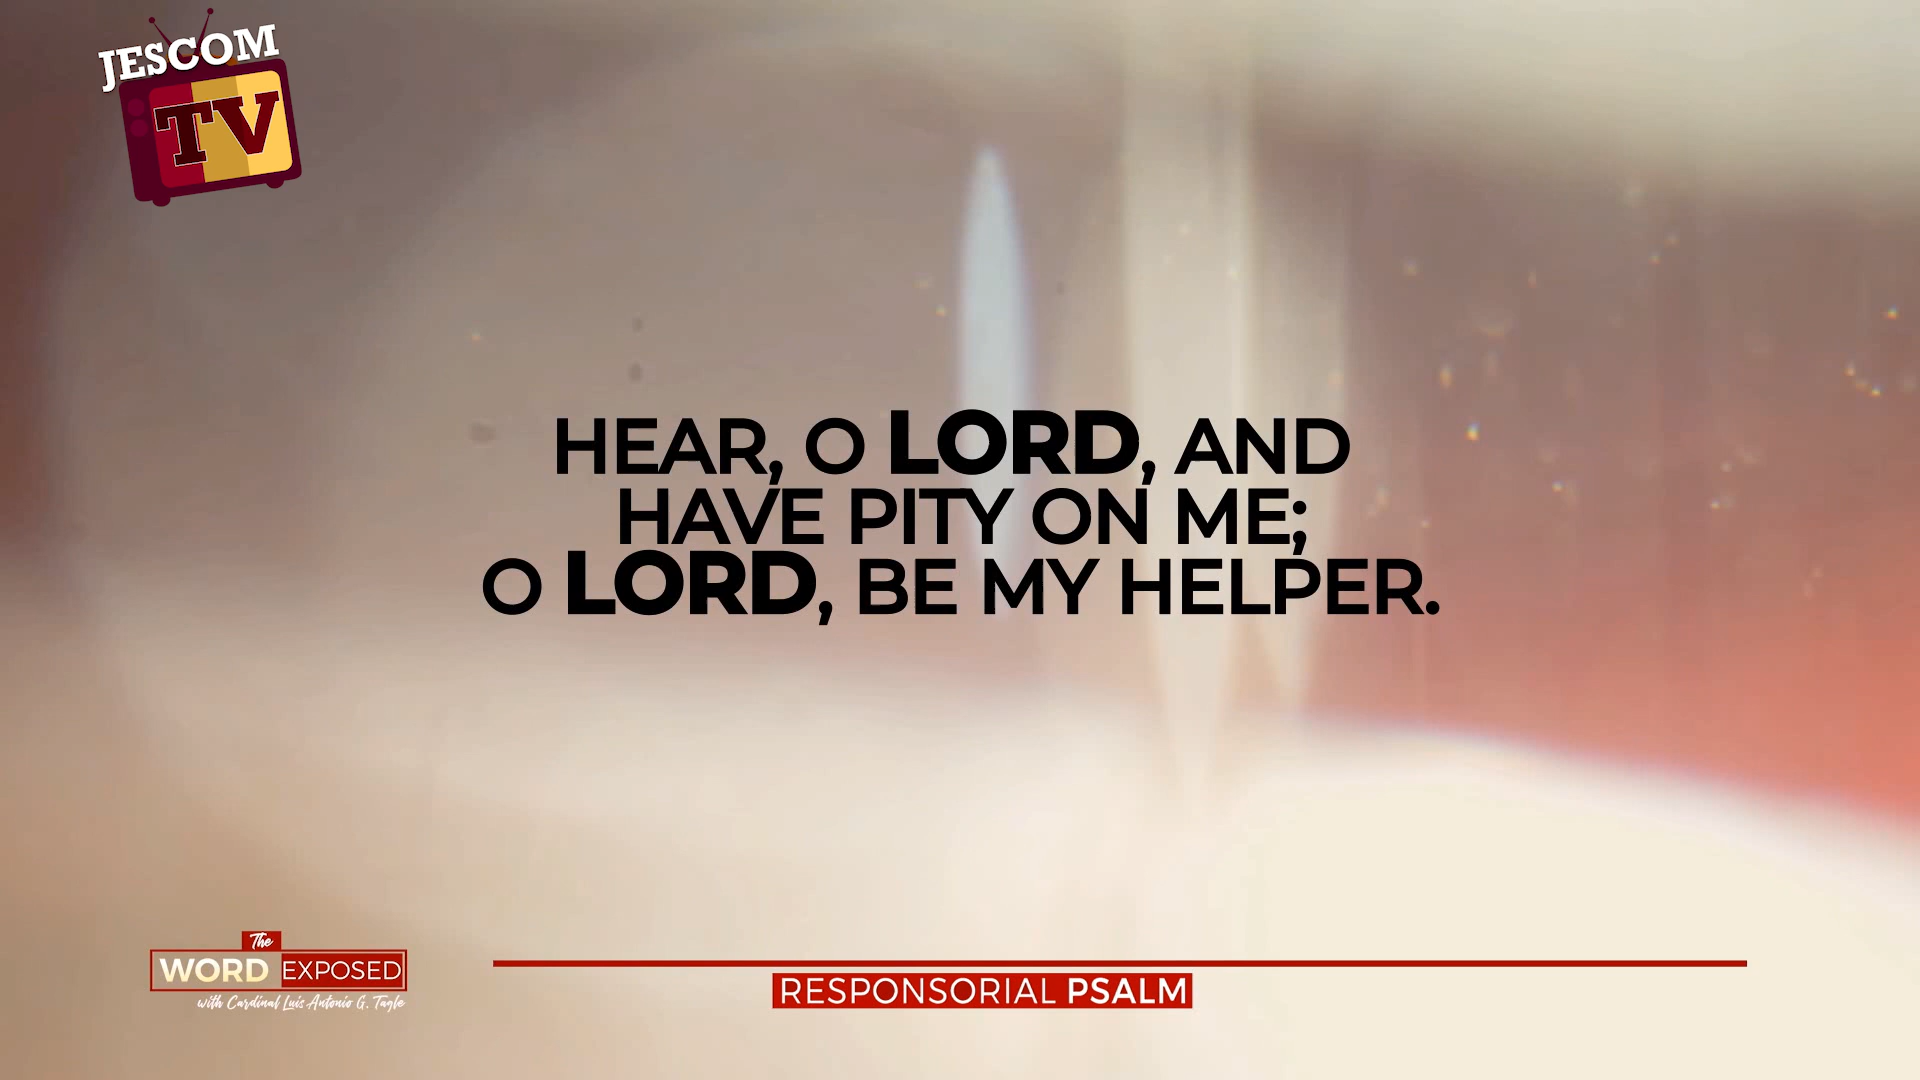 JESCOM
TV
HEAR, O LORD, AND
HAVE PITY ON ME;
O LORD, BE MY HELPER.
The
WORD EXPOSED
with Cardinal Luis Antonio G. Tagle
RESPONSORIAL PSALM